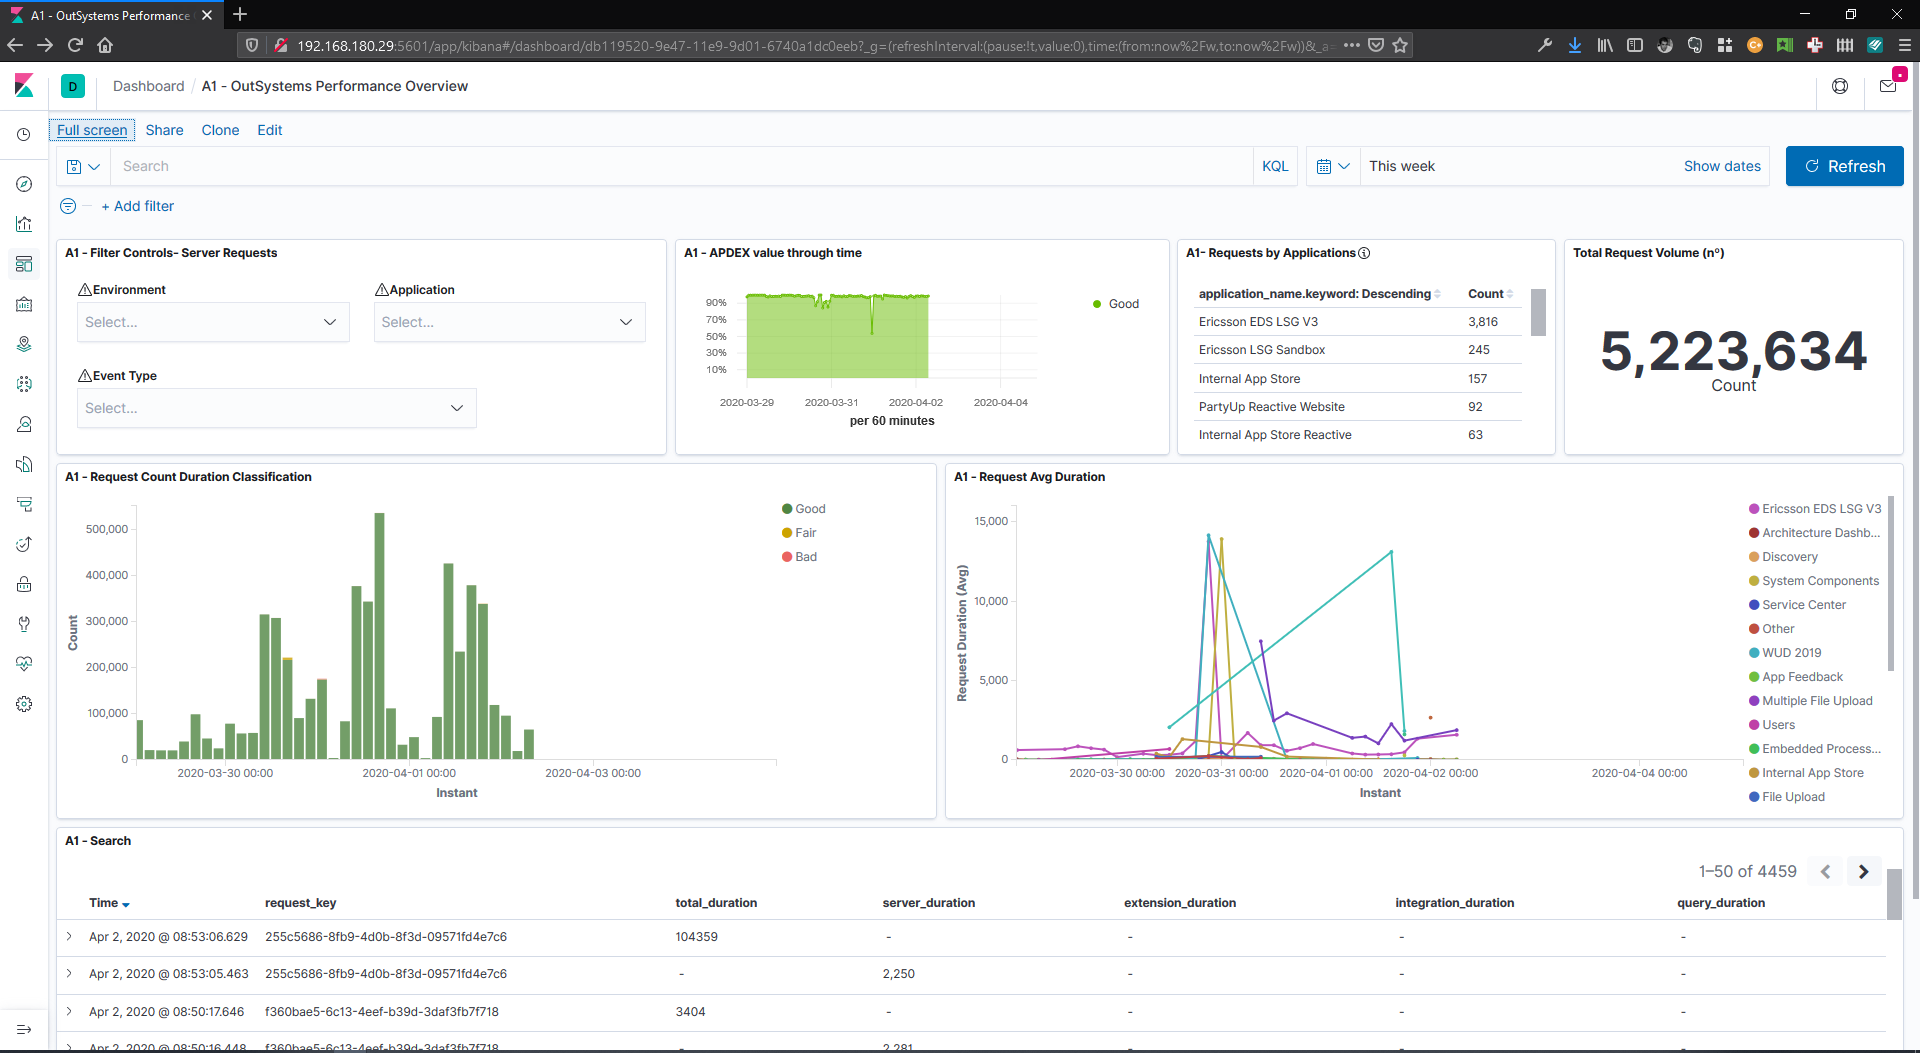 A1 - OutSystems Performance
192.168.180.29:5601/app/kibana#/dashboard/db119520-9e47-11e9-9d01-6740a1dc0eeb?_g=(refreshInterval:(pause:!t,value:0),time:(from:now%2Fw,to:now%2Fw))&_a=
D
Dashboard / A1 - OutSystems Performance Overview
Full screen Share Clone Edit
Search KQL This week Show dates Refresh
+ Add filter
A1 - Filter Controls- Server Requests
Environment Application
Select... Select...
Event Type
Select...
A1 - APDEX value through time
90%
70%
50%
30%
10%
2020-03-29 2020-03-31 2020-04-02 2020-04-04
per 60 minutes
Good
A1- Requests by Applications
application_name.keyword: Descending Count
Ericsson EDS LSG V3 3,816
Ericsson LSG Sandbox 245
Internal App Store 157
PartyUp Reactive Website 92
Internal App Store Reactive 63
Total Request Volume (nº)
5,223,634
Count
A1 - Request Count Duration Classification
500,000
400,000
300,000
200,000
100,000
0
Count
2020-03-30 00:00 2020-04-01 00:00 2020-04-03 00:00
Instant
Good
Fair
Bad
A1 - Request Avg Duration
15,000
10,000
5,000
0
Request Duration (Avg)
2020-03-30 00:00 2020-03-31 00:00 2020-04-01 00:00 2020-04-02 00:00 2020-04-04 00:00
Instant
Ericsson EDS LSG V3
Architecture Dashb...
Discovery
System Components
Service Center
Other
WUD 2019
App Feedback
Multiple File Upload
Users
Embedded Process...
Internal App Store
File Upload
A1 - Search
1–50 of 4459
Time request_key total_duration server_duration extension_duration integration_duration query_duration
Apr 2, 2020 @ 08:53:06.629 255c5686-8fb9-4d0b-8f3d-09571fd4e7c6 104359 - - - -
Apr 2, 2020 @ 08:53:05.463 255c5686-8fb9-4d0b-8f3d-09571fd4e7c6 - 2,250 - - -
Apr 2, 2020 @ 08:50:17.646 f360bae5-6c13-4eef-b39d-3daf3fb7f718 3404 - - - -
Apr 2, 2020 @ 08:50:16.448 f360bae5-6c13-4eef-b39d-3daf3fb7f718 - 2,281 - - -